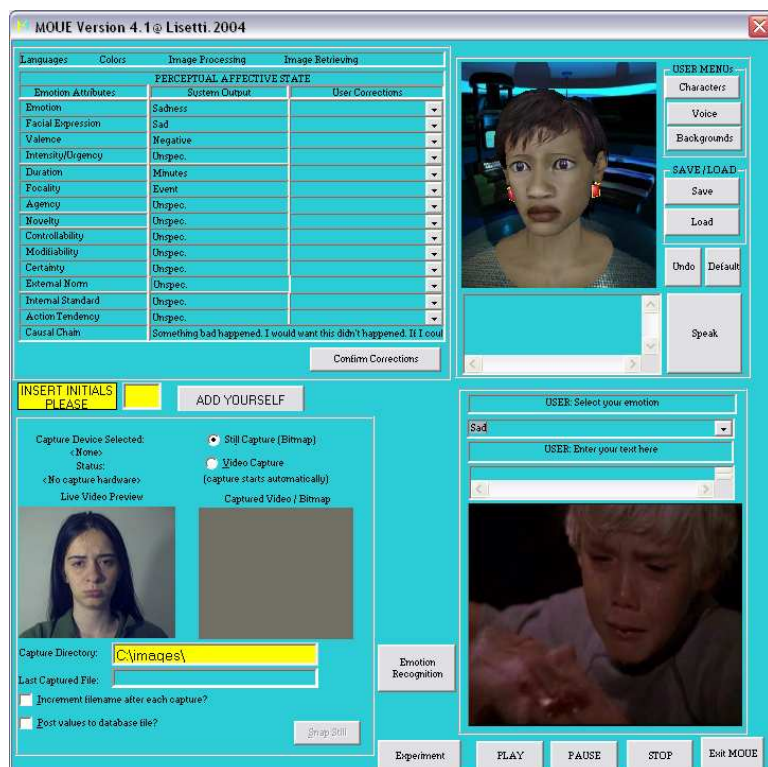 MOUE Version 4.1@ Lisetti.2004
Languages Colors Image Processing Image Retrieving
PERCEPTUAL AFFECTIVE STATE
Emotion Attributes System Output User Corrections
Emotion Sadness
Facial Expression Sad
Valence Negative
Intensity/Urgency Unspec.
Duration Minutes
Focality Event
Agency Unspec.
Novelty Unspec.
Controllability Unspec.
Modifiability Unspec.
Certainty Unspec.
External Norm Unspec.
Internal Standard Unspec.
Action Tendency Unspec.
Causal Chain Something bad happened. I would want this didn't happened. If I coul
Confirm Corrections
USER MENUs
Characters
Voice
Backgrounds
SAVE/LOAD
Save
Load
Undo Default
Speak
INSERT INITIALS
PLEASE
ADD YOURSELF
Capture Device Selected:
<None>
Status:
<No capture hardware>
Still Capture (Bitmap)
Video Capture
(capture starts automatically)
Live Video Preview
Captured Video / Bitmap
Capture Directory: C:\images\
Last Captured File:
Increment filename after each capture?
Post values to database file?
Snap Still
Emotion
Recognition
USER: Select your emotion
Sad
USER: Enter your text here
Experiment PLAY PAUSE STOP Exit MOUE